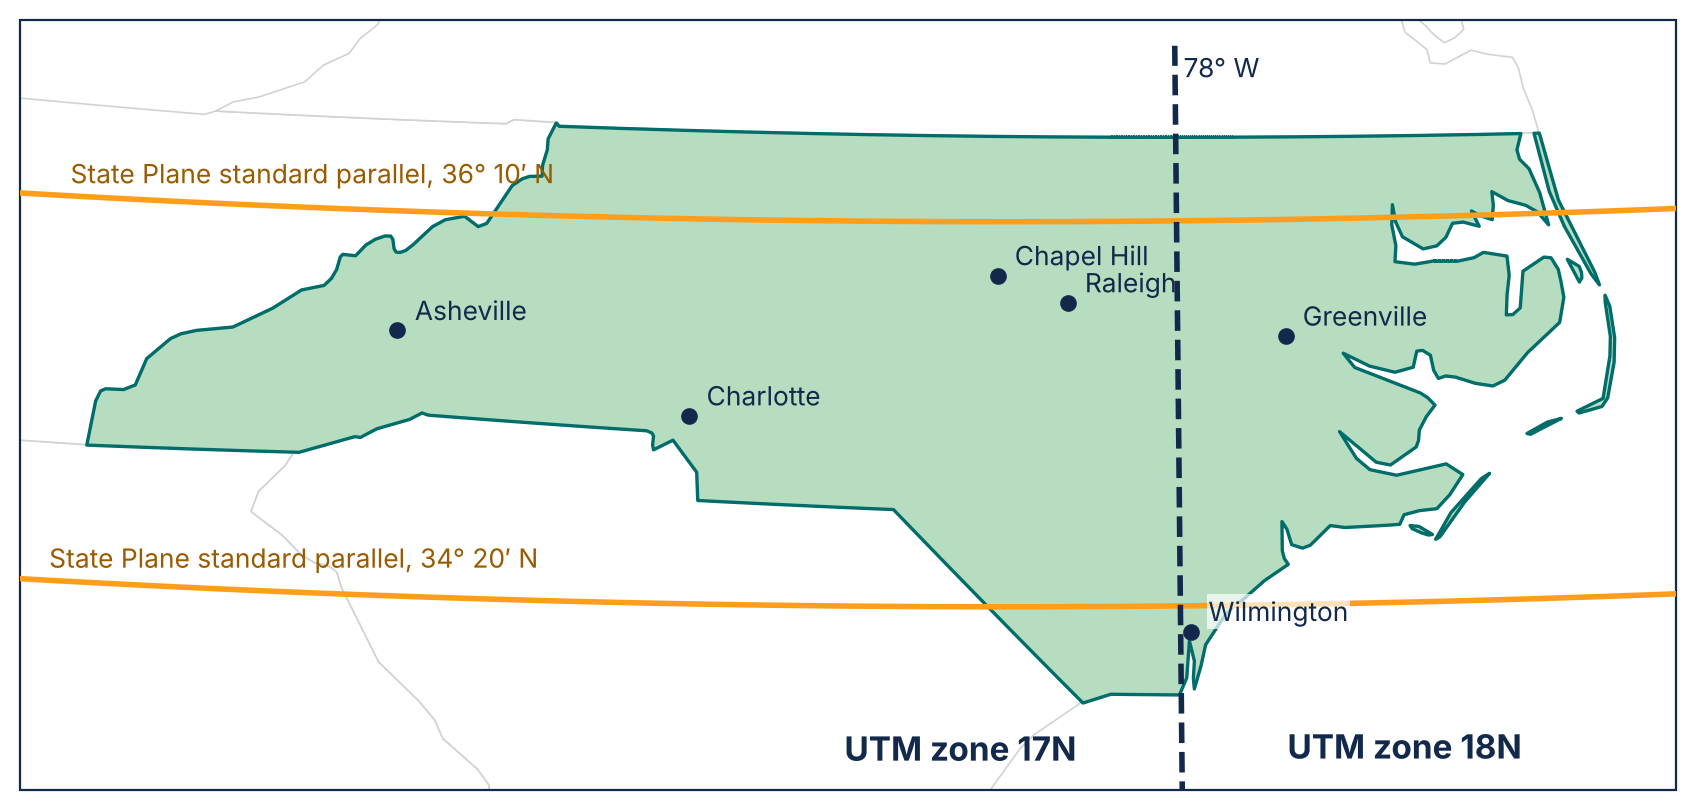 78° W
State Plane standard parallel, 36° 10′ N
Chapel Hill
Raleigh
Asheville
Greenville
Charlotte
State Plane standard parallel, 34° 20′ N
Wilmington
UTM zone 17N
UTM zone 18N